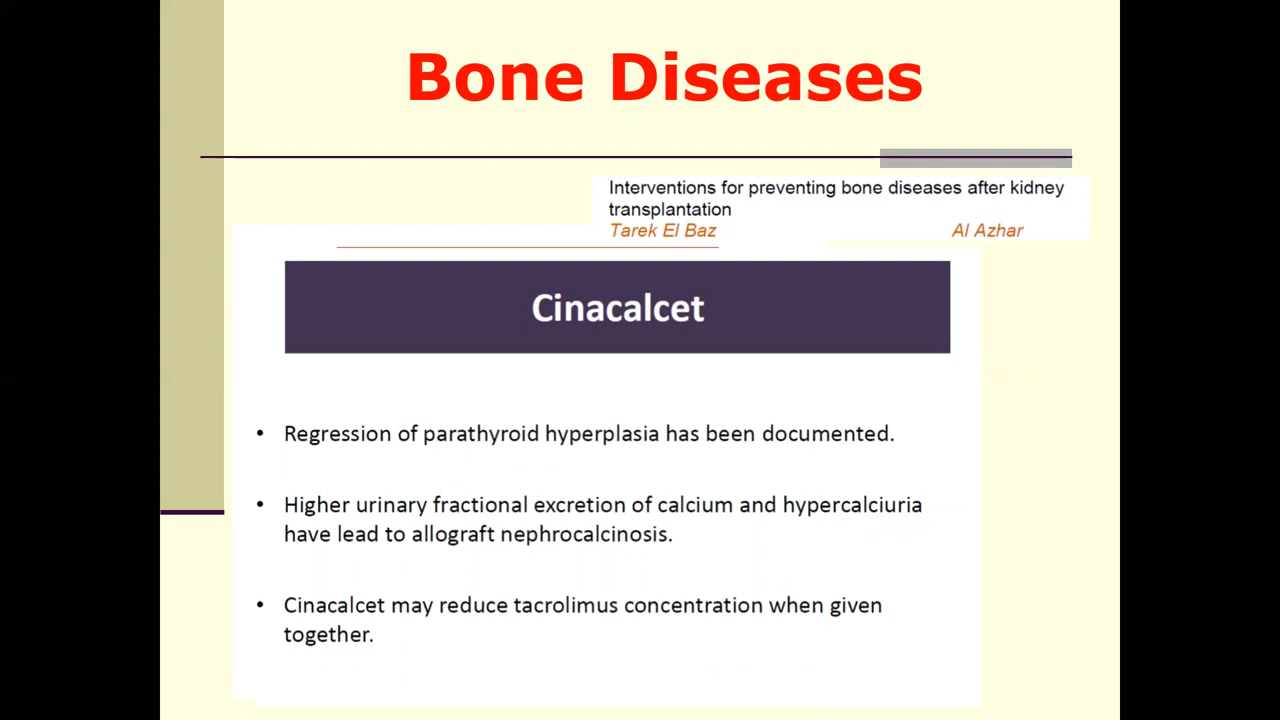 Bone Diseases
Interventions for preventing bone diseases after kidney
transplantation
Tarek El Baz Al Azhar
Cinacalcet
• Regression of parathyroid hyperplasia has been documented.
• Higher urinary fractional excretion of calcium and hypercalciuria
have lead to allograft nephrocalcinosis.
• Cinacalcet may reduce tacrolimus concentration when given
together.